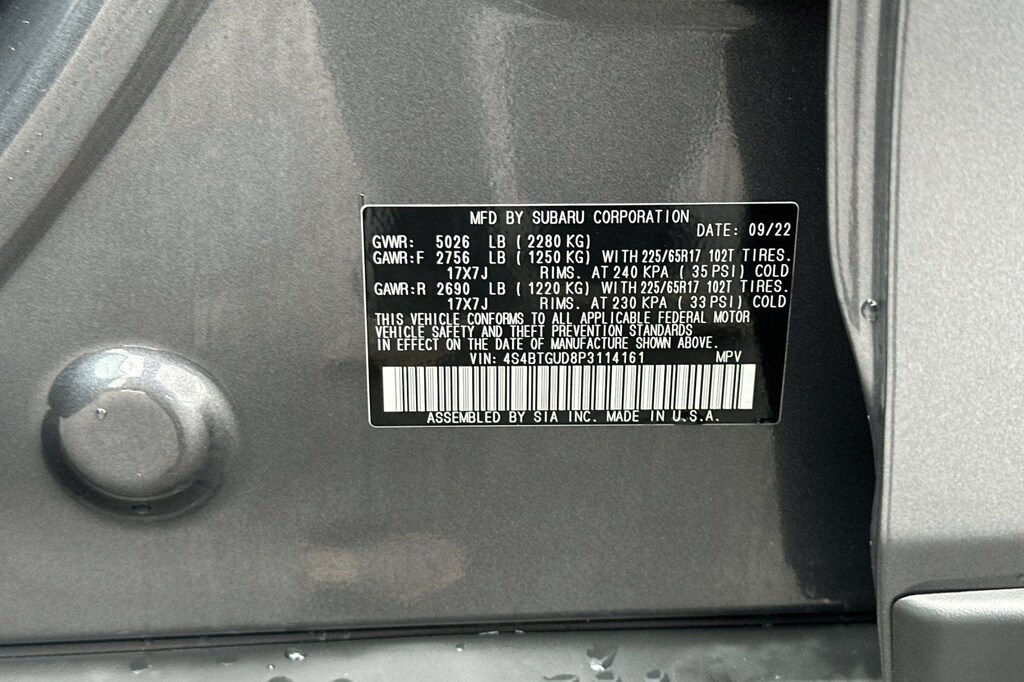 MFD BY SUBARU CORPORATION
DATE: 09/22
GVWR: 5026 LB ( 2280 KG)
GAWR:F 2756 LB ( 1250 KG) WITH 225/65R17 102T TIRES.
17X7J RIMS. AT 240 KPA ( 35 PSI) COLD
GAWR:R 2690 LB ( 1220 KG) WITH 225/65R17 102T TIRES.
17X7J RIMS. AT 230 KPA ( 33 PSI) COLD
THIS VEHICLE CONFORMS TO ALL APPLICABLE FEDERAL MOTOR
VEHICLE SAFETY AND THEFT PREVENTION STANDARDS
IN EFFECT ON THE DATE OF MANUFACTURE SHOWN ABOVE.
VIN: 4S4BTGUD8P3114161 MPV
ASSEMBLED BY SIA INC. MADE IN U.S.A.